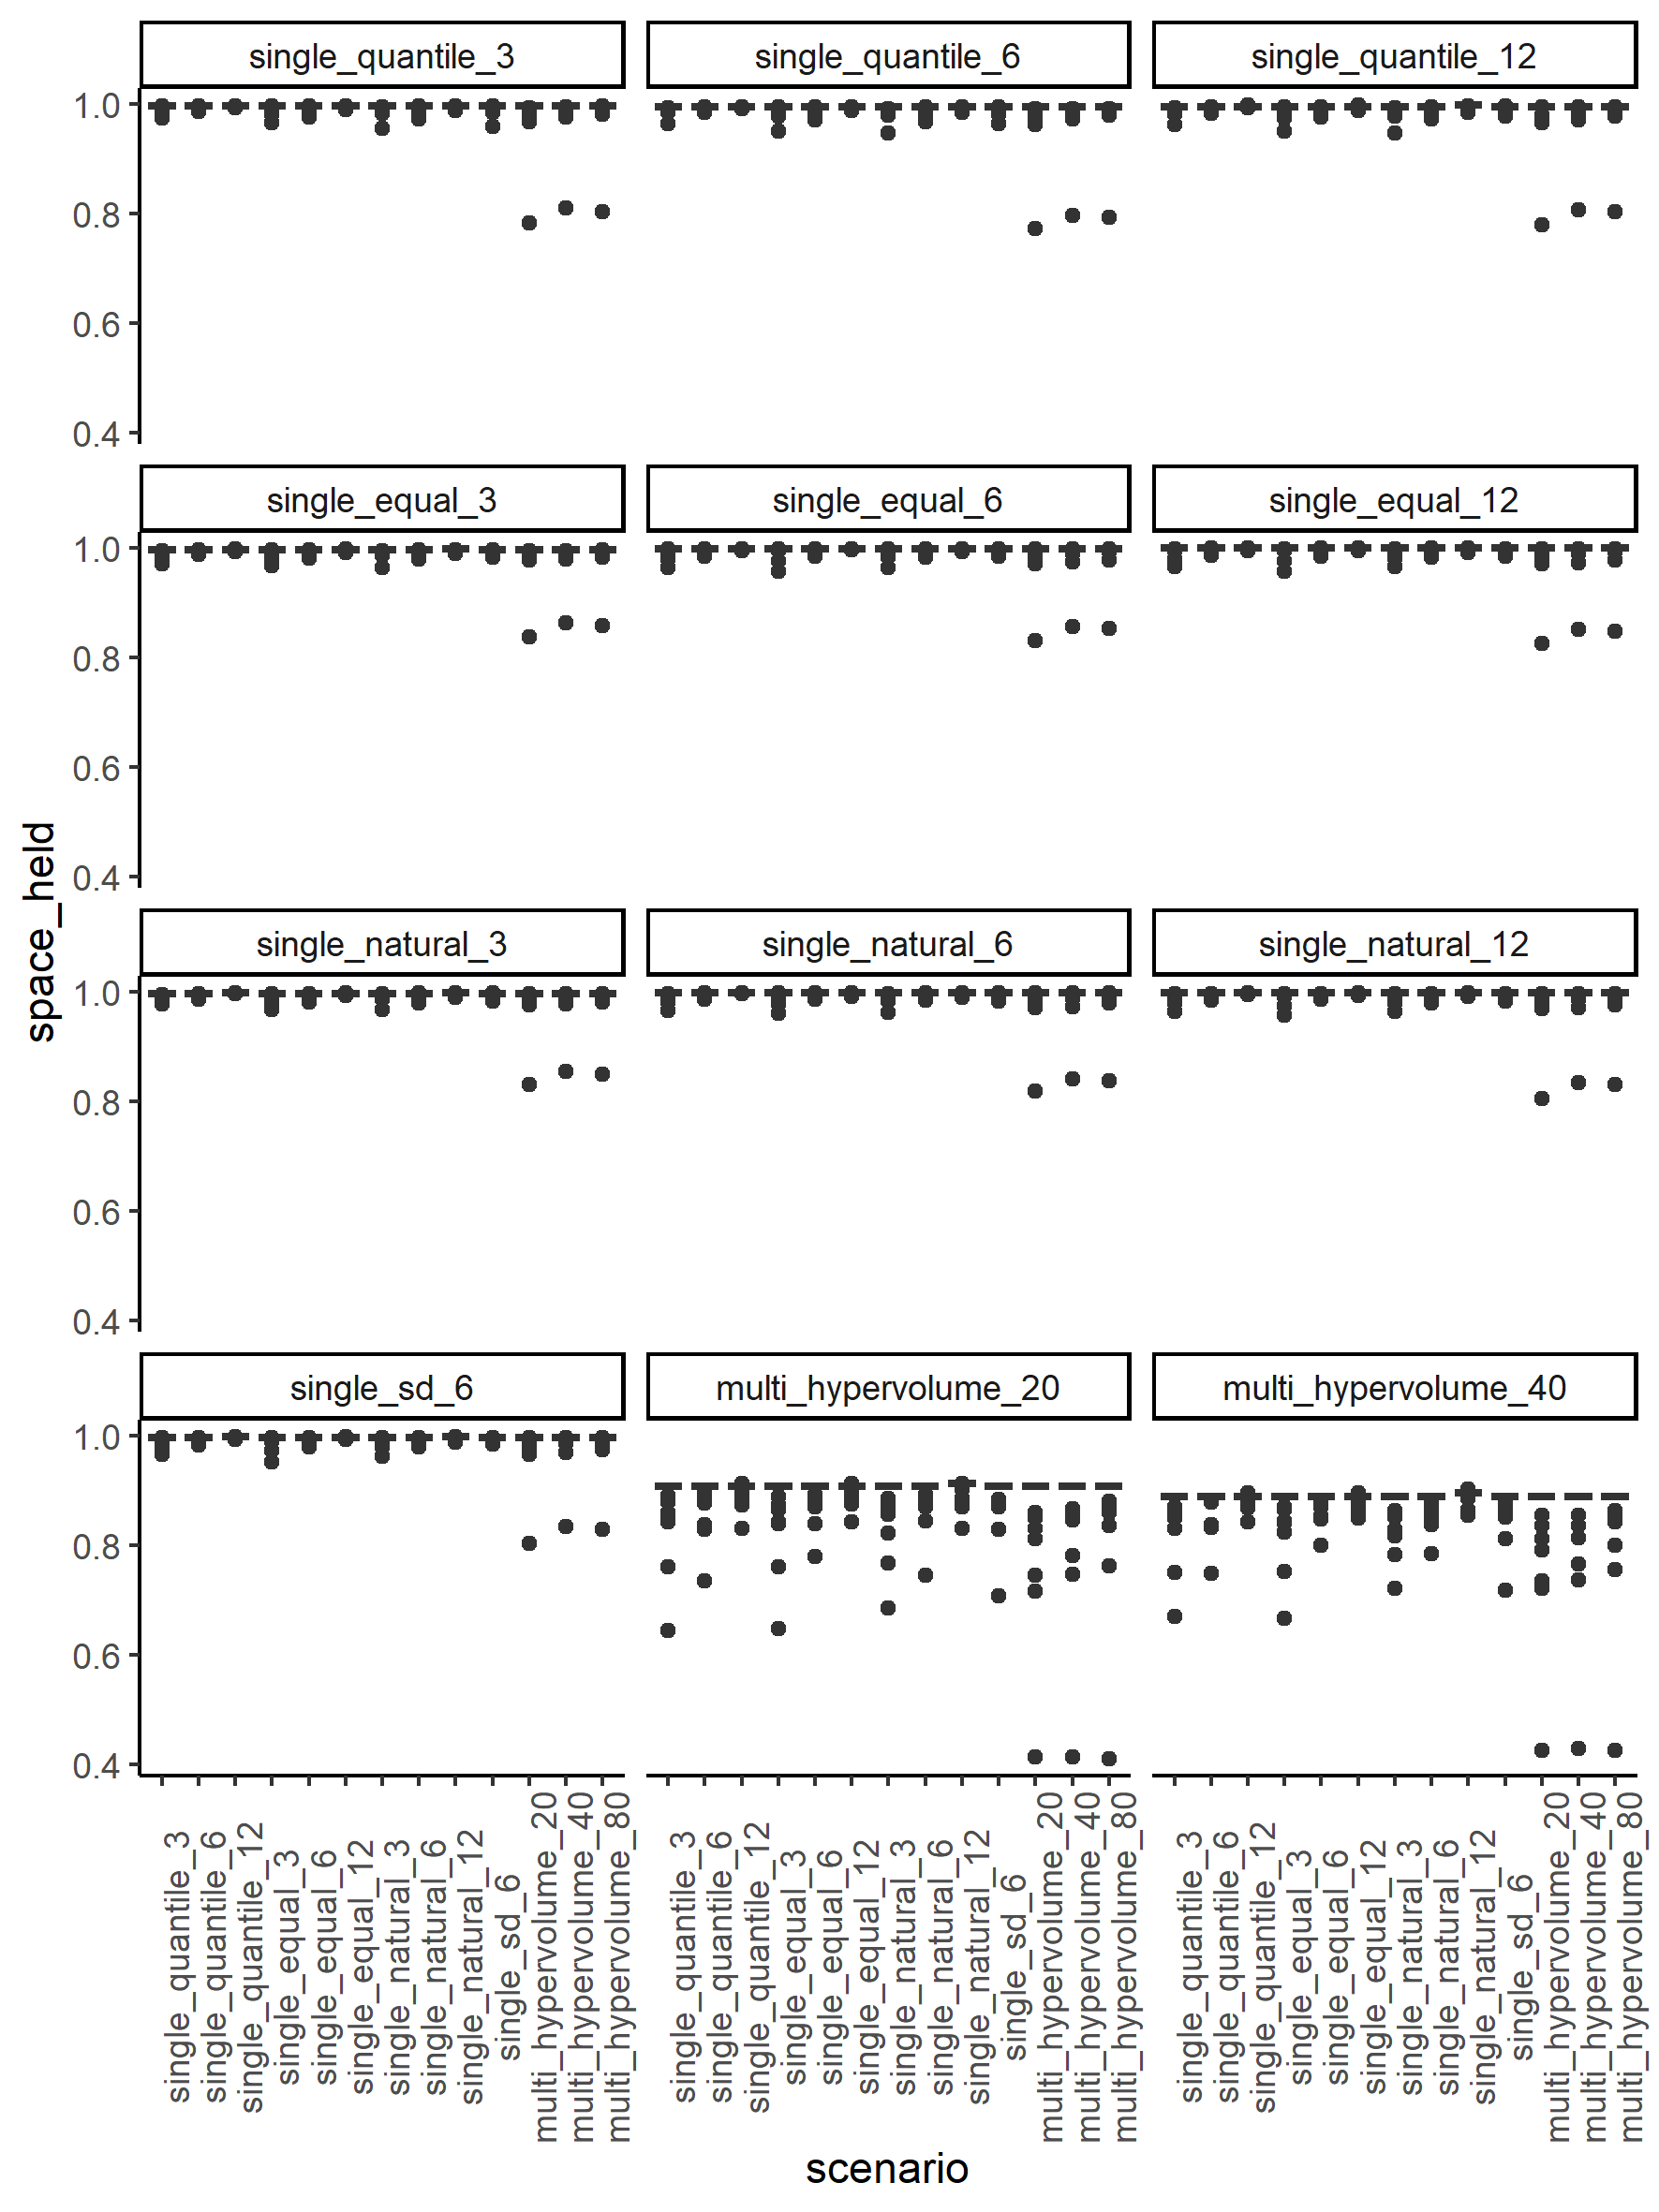 single_quantile_3
single_quantile_6
single_quantile_12
1.0
0.8
0.6
0.4
single_equal_3
single_equal_6
single_equal_12
1.0
0.8
0.6
0.4
single_natural_3
single_natural_6
single_natural_12
1.0
0.8
0.6
0.4
single_sd_6
multi_hypervolume_20
multi_hypervolume_40
1.0
0.8
0.6
0.4
space_held
single_quantile_3
single_quantile_6
single_quantile_12
single_equal_3
single_equal_6
single_equal_12
single_natural_3
single_natural_6
single_natural_12
single_sd_6
multi_hypervolume_20
multi_hypervolume_40
multi_hypervolume_80
single_quantile_3
single_quantile_6
single_quantile_12
single_equal_3
single_equal_6
single_equal_12
single_natural_3
single_natural_6
single_natural_12
single_sd_6
multi_hypervolume_20
multi_hypervolume_40
multi_hypervolume_80
single_quantile_3
single_quantile_6
single_quantile_12
single_equal_3
single_equal_6
single_equal_12
single_natural_3
single_natural_6
single_natural_12
single_sd_6
multi_hypervolume_20
multi_hypervolume_40
multi_hypervolume_80
scenario